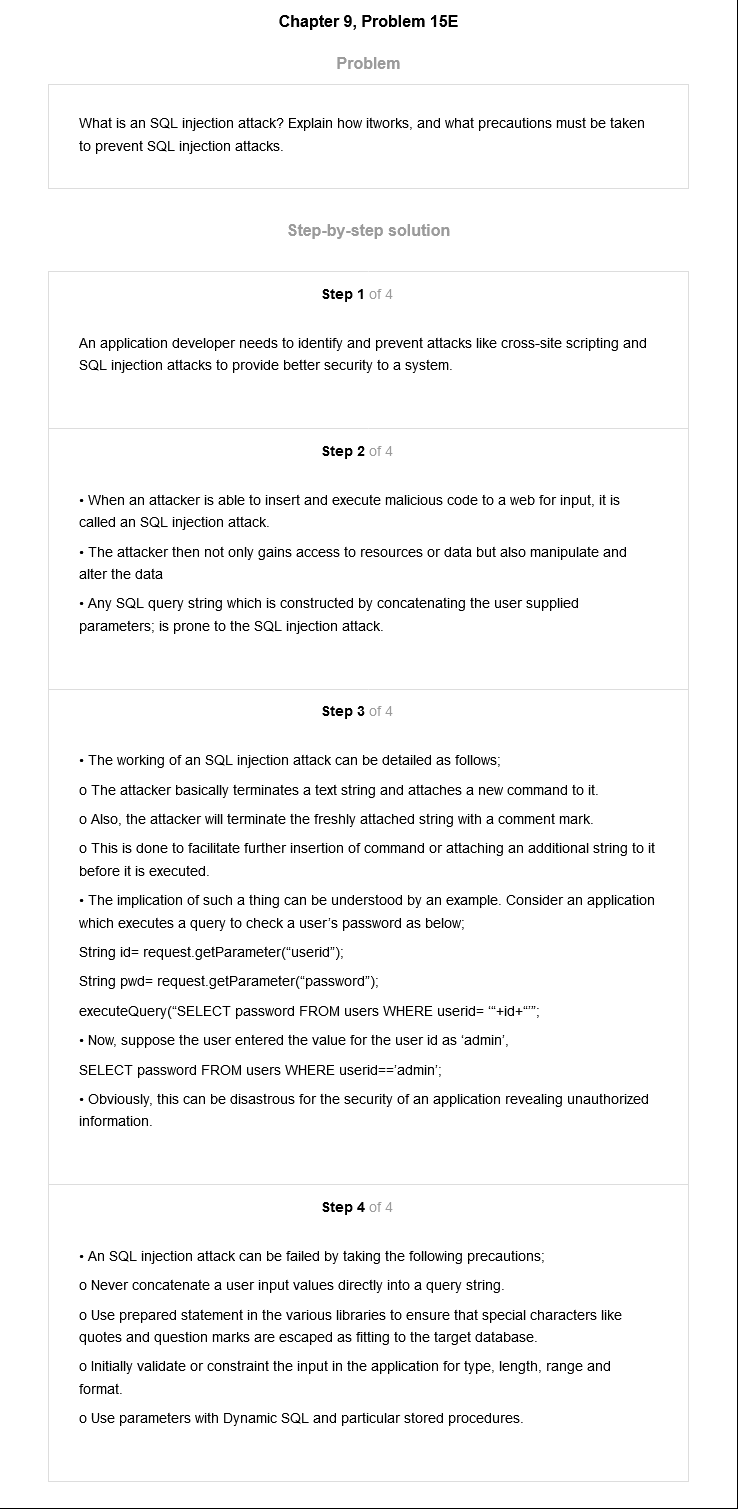 Chapter 9, Problem 15E
Problem
What is an SQL injection attack? Explain how itworks, and what precautions must be taken
to prevent SQL injection attacks.
Step-by-step solution
Step 1 of 4
An application developer needs to identify and prevent attacks like cross-site scripting and
SQL injection attacks to provide better security to a system.
Step 2 of 4
• When an attacker is able to insert and execute malicious code to a web for input, it is
called an SQL injection attack.
• The attacker then not only gains access to resources or data but also manipulate and
alter the data
• Any SQL query string which is constructed by concatenating the user supplied
parameters; is prone to the SQL injection attack.
Step 3 of 4
• The working of an SQL injection attack can be detailed as follows;
o The attacker basically terminates a text string and attaches a new command to it.
o Also, the attacker will terminate the freshly attached string with a comment mark.
o This is done to facilitate further insertion of command or attaching an additional string to it
before it is executed.
• The implication of such a thing can be understood by an example. Consider an application
which executes a query to check a user’s password as below;
String id= request.getParameter(“userid”);
String pwd= request.getParameter(“password”);
executeQuery(“SELECT password FROM users WHERE userid= ‘“+id+“’”;
• Now, suppose the user entered the value for the user id as ‘admin’,
SELECT password FROM users WHERE userid==’admin’;
• Obviously, this can be disastrous for the security of an application revealing unauthorized
information.
Step 4 of 4
• An SQL injection attack can be failed by taking the following precautions;
o Never concatenate a user input values directly into a query string.
o Use prepared statement in the various libraries to ensure that special characters like
quotes and question marks are escaped as fitting to the target database.
o Initially validate or constraint the input in the application for type, length, range and
format.
o Use parameters with Dynamic SQL and particular stored procedures.